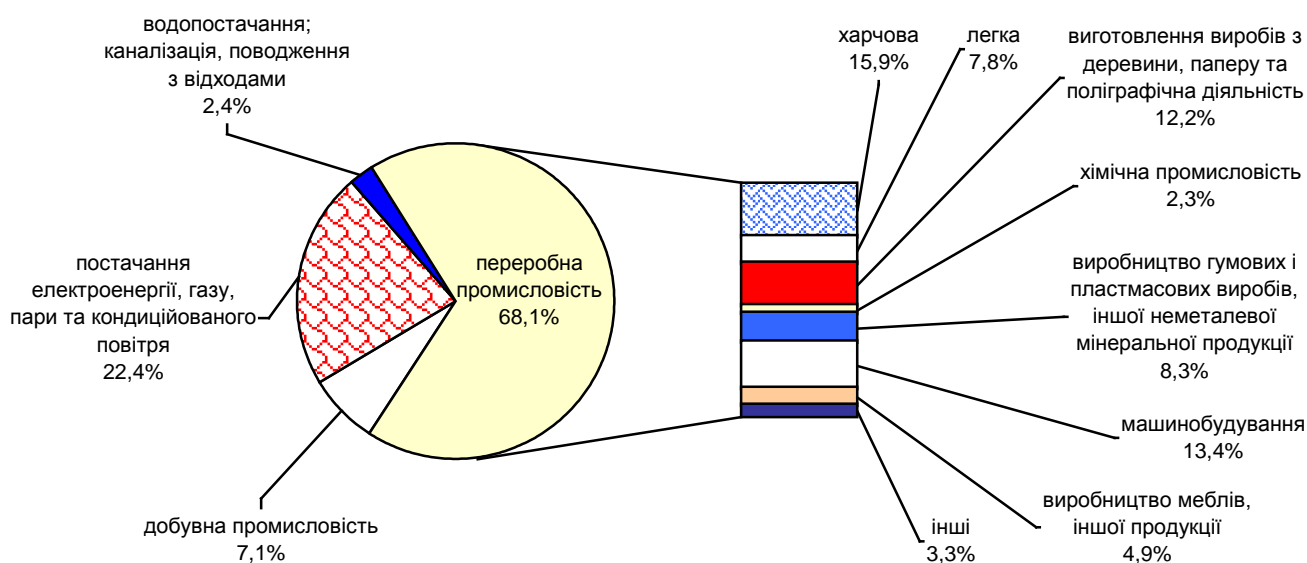 водопостачання;
каналізація, поводження
з відходами
2,4%
постачання
електроенергії, газу,
пари та кондиційованого
повітря
22,4%
добувна промисловість
7,1%
переробна
промисловість
68,1%
харчова
15,9%
легка
7,8%
виготовлення виробів з
деревини, паперу та
поліграфічна діяльність
12,2%
хімічна промисловість
2,3%
виробництво гумових і
пластмасових виробів,
іншої неметалевої
мінеральної продукції
8,3%
машинобудування
13,4%
виробництво меблів,
іншої продукції
4,9%
інші
3,3%